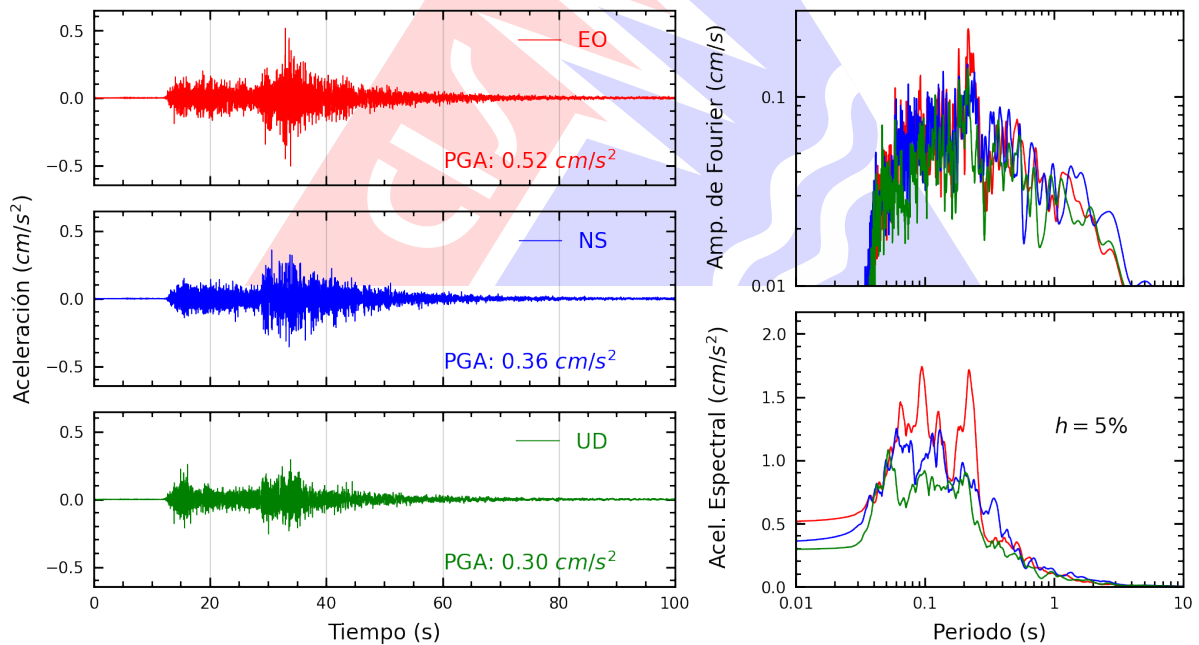 Aceleración (cm/s²)
0.5
0.0
−0.5
EO
PGA: 0.52 cm/s²
0.5
0.0
−0.5
NS
PGA: 0.36 cm/s²
0.5
0.0
−0.5
UD
PGA: 0.30 cm/s²
0 20 40 60 80 100
Tiempo (s)
Amp. de Fourier (cm/s)
0.1
0.01
Acel. Espectral (cm/s²)
2.0
1.5
1.0
0.5
0.0
h = 5%
0.01 0.1 1 10
Periodo (s)